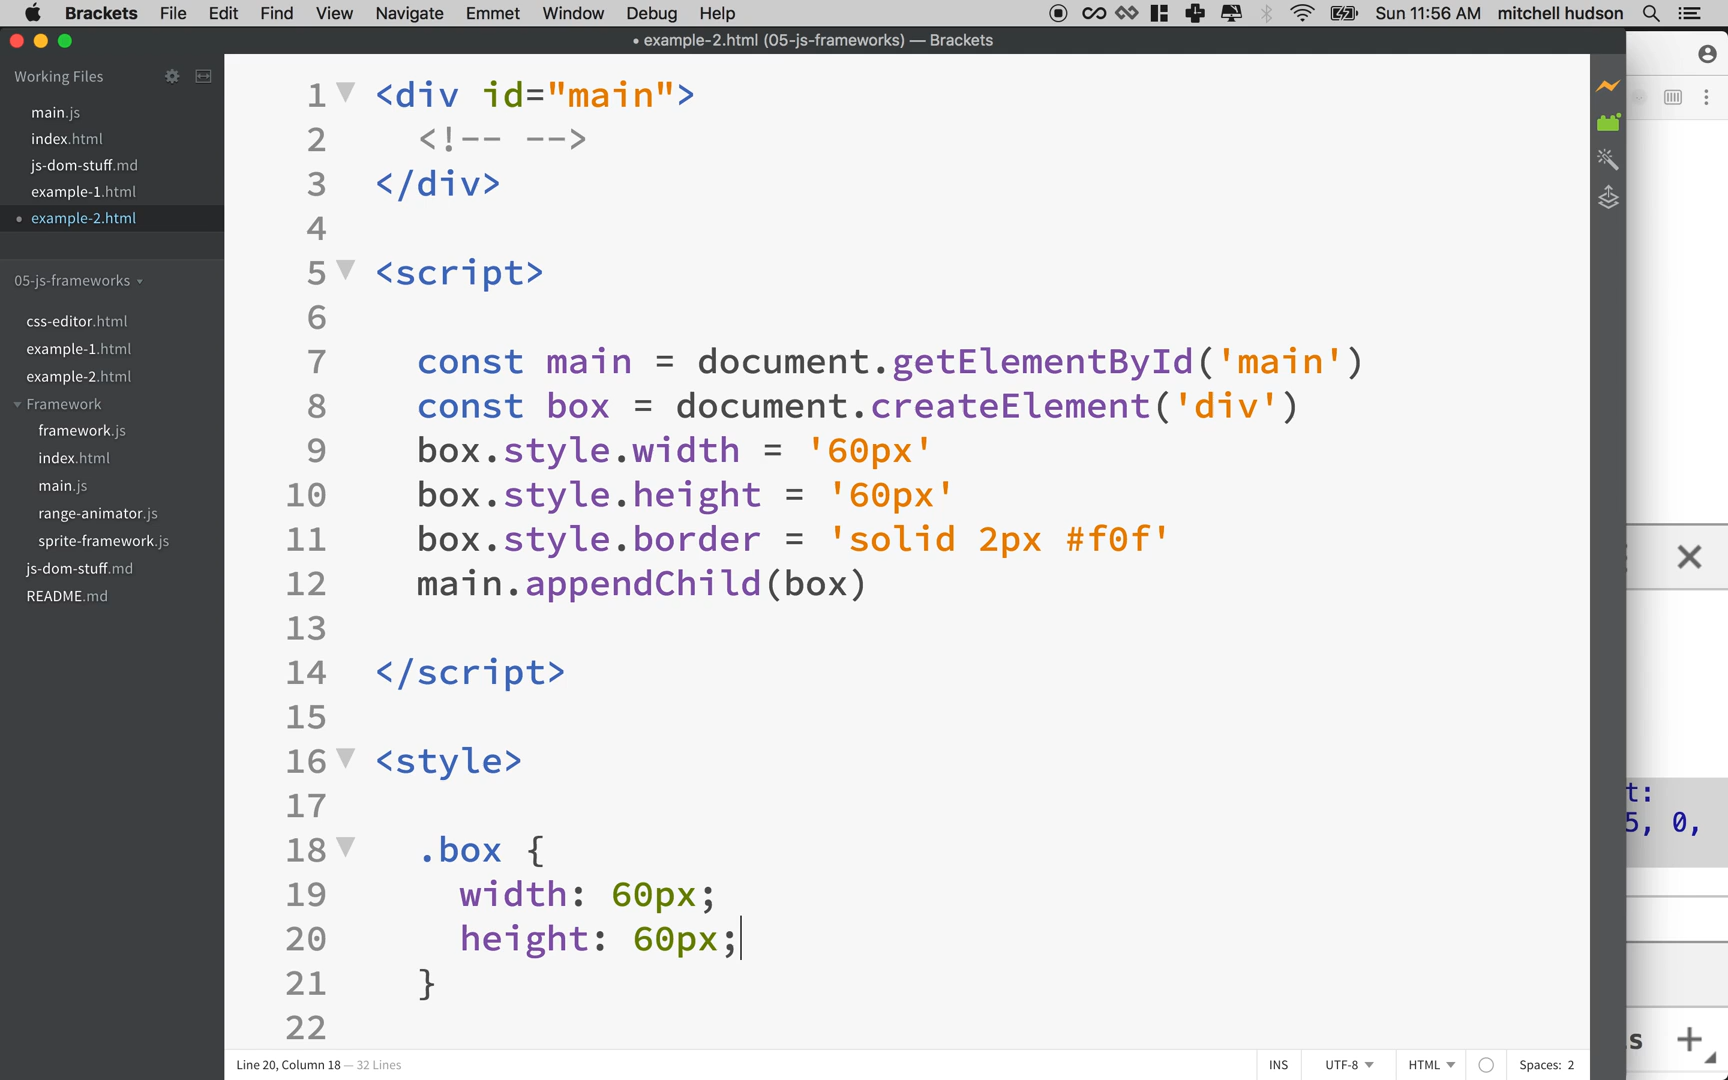 Brackets File Edit Find View Navigate Emmet Window Debug Help Sun 11:56 AM mitchell hudson
• example-2.html (05-js-frameworks) — Brackets
Working Files
main.js
index.html
js-dom-stuff.md
example-1.html
• example-2.html
05-js-frameworks
css-editor.html
example-1.html
example-2.html
Framework
framework.js
index.html
main.js
range-animator.js
sprite-framework.js
js-dom-stuff.md
README.md
1 <div id="main">
2 <!-- -->
3 </div>
4
5 <script>
6
7 const main = document.getElementById('main')
8 const box = document.createElement('div')
9 box.style.width = '60px'
10 box.style.height = '60px'
11 box.style.border = 'solid 2px #f0f'
12 main.appendChild(box)
13
14 </script>
15
16 <style>
17
18 .box {
19 width: 60px;
20 height: 60px;
21 }
22
t:
5, 0,
s
Line 20, Column 18 — 32 Lines
INS UTF-8 HTML Spaces: 2